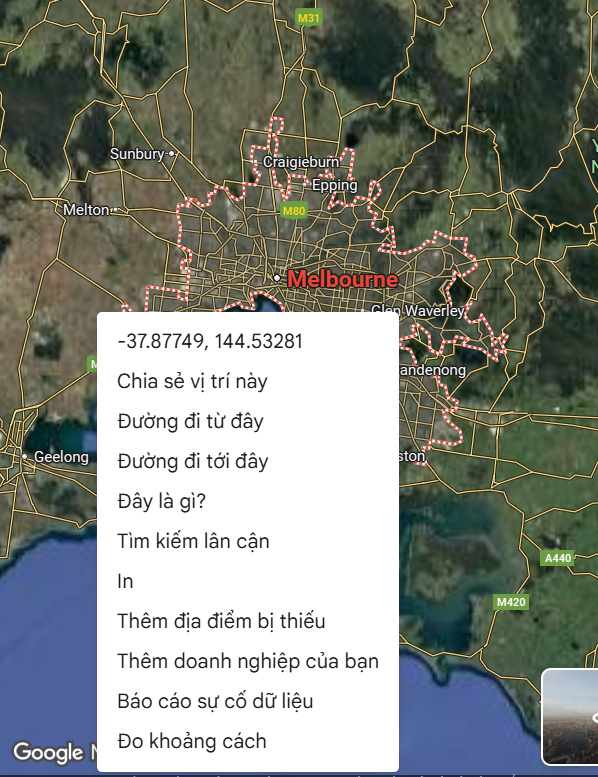 M31
Sunbury
Craigieburn
Epping
Melton
M80
Melbourne
Glen Waverley
-37.87749, 144.53281
Chia sẻ vị trí này
andenong
Đường đi từ đây
Geelong
Đường đi tới đây
ston
Đây là gì?
Tìm kiếm lân cận
A440
In
M420
Thêm địa điểm bị thiếu
Thêm doanh nghiệp của bạn
Báo cáo sự cố dữ liệu
Đo khoảng cách
Google